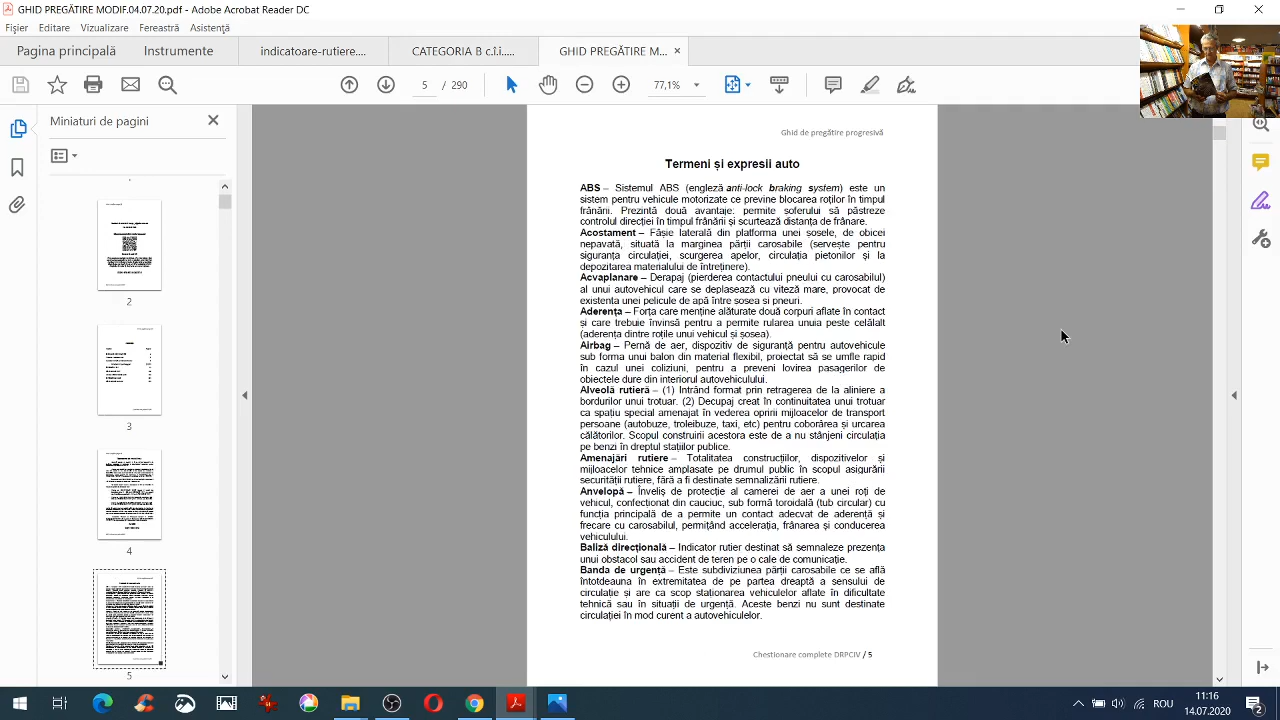 GHID PREGĂTIRE MODIF.04.07.20.pdf - Adobe Acrobat Reader DC
Fișier Editare Vizualizare Fereastră Asistență
Pagina principală Instrumente indicatoare-rutiere.... CATEGORIA B c.î.i.... GHID PREGĂTIRE M...
5 / 290 77,1%
Miniaturi de pagini
2
3
4
5
Ghid de pregătire progresivă
Termeni și expresii auto
ABS – Sistemul ABS (engleză anti-lock braking system) este un
sistem pentru vehicule motorizate ce previne blocarea roților în timpul
frânării. Prezintă două avantaje: permite șoferului să păstreze
controlul direcției în timpul frânării și scurtează distanța de frânare.
Acostament – Fâșie laterală din platforma unei șosele, de obicei
nepavată, situată la marginea părții carosabile (servește pentru
siguranța circulației, scurgerea apelor, circulația pietonilor și la
depozitarea materialului de întreținere).
Acvaplanare – Derapaj (pierderea contactului pneului cu carosabilul)
al unui autovehicul care se deplasează cu viteză mare, provocat de
existența unei pelicule de apă între șosea și pneuri.
Aderența – Forța care menține alăturate două corpuri aflate în contact
și care trebuie învinsă pentru a permite rularea unuia peste celălalt
(aderența dintre roțile unui vehicul și șosea).
Airbag – Pernă de aer, dispozitiv de siguranță pentru autovehicule
sub forma unui balon din material flexibil, proiectat să se umfle rapid
în cazul unei coliziuni, pentru a preveni lovirea pasagerilor de
obiectele dure din interiorul autovehiculului.
Alveolă rutieră – (1) Intrând format prin retragerea de la aliniere a
bordurilor unui trotuar. (2) Decupaj creat în continuitatea unui trotuar
ca spațiu special amenajat în vederea opririi mijloacelor de transport
persoane (autobuze, troleibuze, taxi, etc) pentru coborârea și urcarea
călătorilor. Scopul construirii acestora este de a nu stânjeni circulația
pe benzi în dreptul stațiilor publice.
Amenajări rutiere – Totalitatea construcțiilor, dispozitivelor și
mijloacelor tehnice amplasate pe drumul public în scopul asigurării
securității rutiere, fără a fi destinate semnalizării rutiere.
Anvelopă – Înveliș de protecție al camerei de aer a unei roți de
vehicul, confecționat din cauciuc, sub formă toroidală (tub circular) cu
funcția principală de a permite un contact adecvat de aderență și
frecare cu carosabilul, permițând accelerația, frânarea și conducerea
vehiculului.
Baliză direcțională – Indicator rutier destinat să semnaleze prezența
unui obstacol sau accident de teren pe o cale de comunicație.
Banda de urgență – Este subdiviziunea părții carosabile ce se află
întotdeauna în extremitatea de pe partea dreaptă a sensului de
circulație și are ca scop staționarea vehiculelor aflate în dificultate
tehnică sau în situații de urgență. Aceste benzi nu sunt destinate
circulației în mod curent a autovehiculelor.
Chestionare complete DRPCIV / 5
ROU
11:16
14.07.2020
2